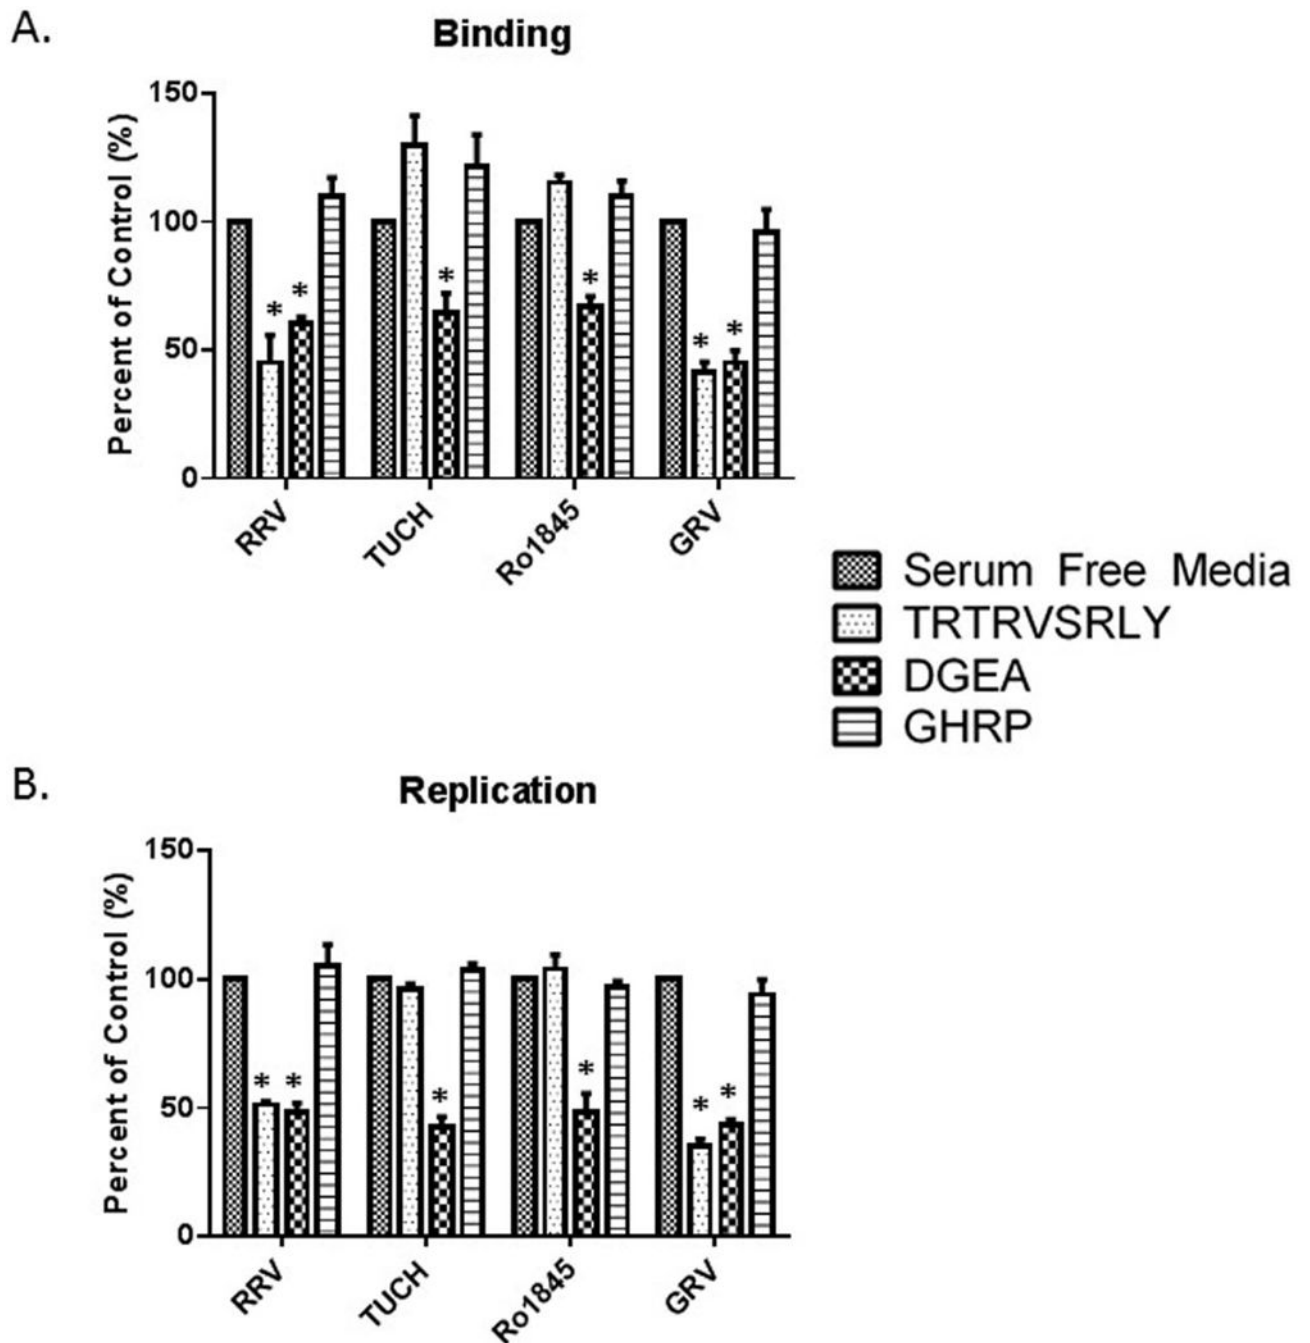 A.
Binding
Percent of Control (%)
150
100
50
0
* * * * * *
RRV TUCH Ro1845 GRV
Serum Free Media
TRTRVSRLY
DGEA
GHRP
B.
Replication
Percent of Control (%)
150
100
50
0
* * * * * *
RRV TUCH Ro1845 GRV